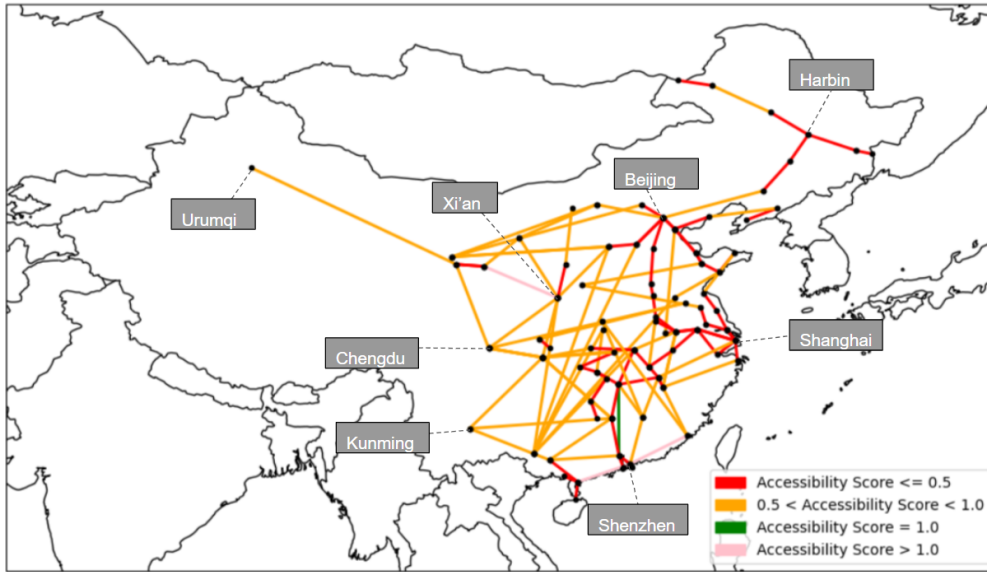 Harbin
Beijing
Xi'an
Urumqi
Shanghai
Chengdu
Kunming
Shenzhen
Accessibility Score <= 0.5
0.5 < Accessibility Score < 1.0
Accessibility Score = 1.0
Accessibility Score > 1.0